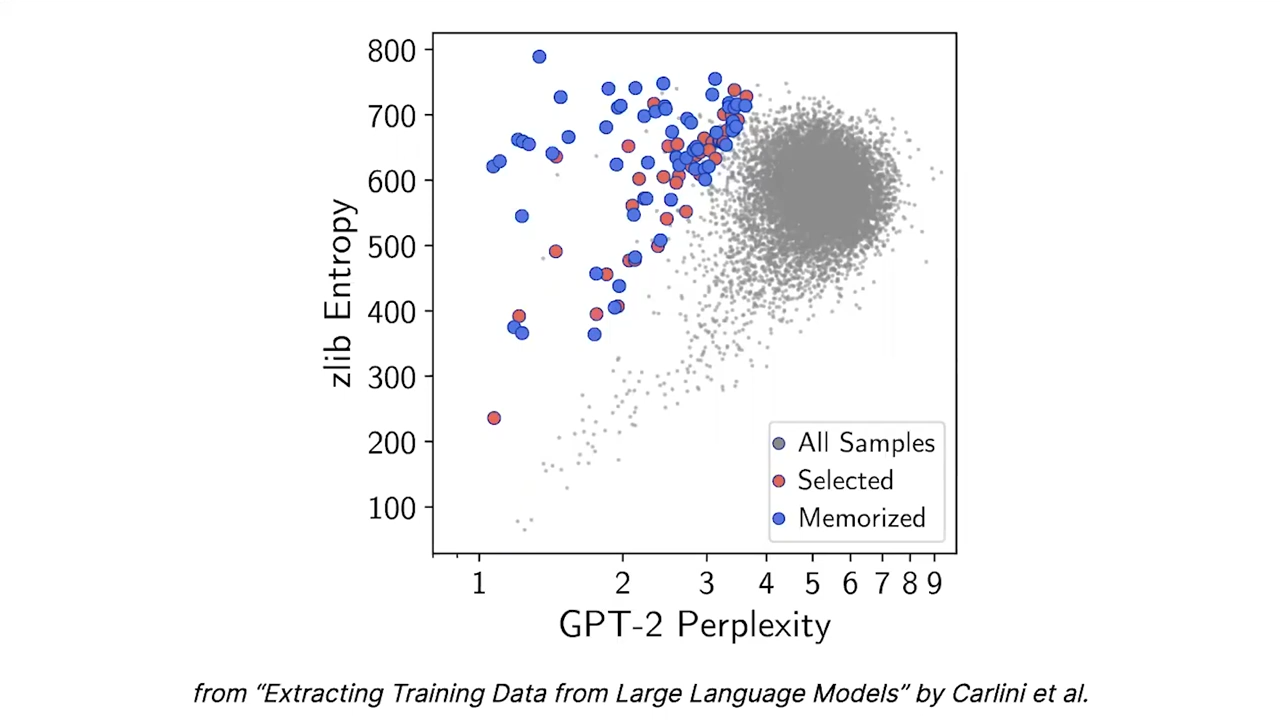 800
700
600
500
400
300
200
100
zlib Entropy
All Samples
Selected
Memorized
1 2 3 4 5 6 7 8 9
GPT-2 Perplexity
from “Extracting Training Data from Large Language Models” by Carlini et al.